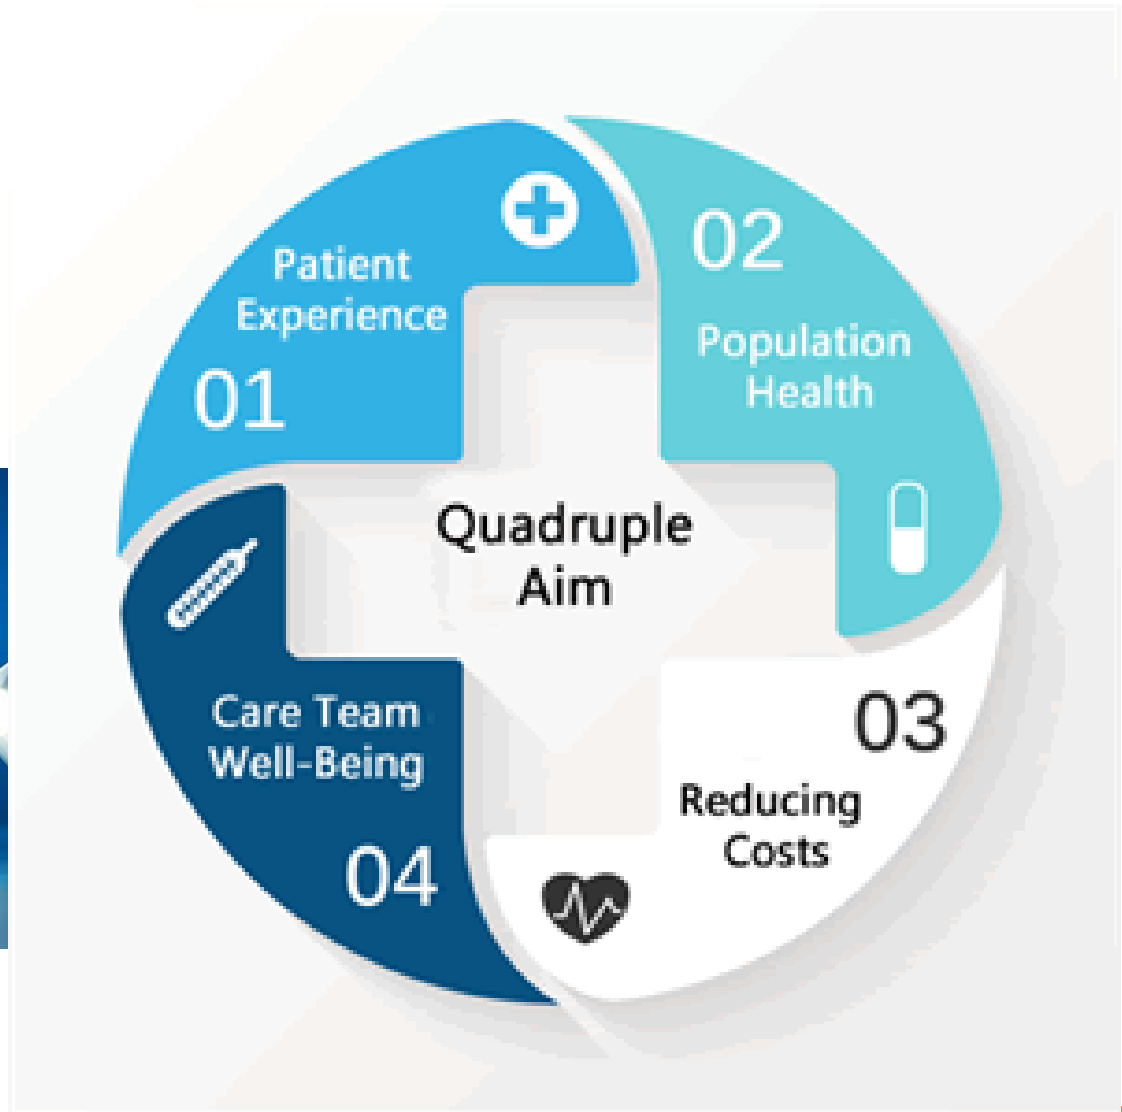 Patient
Experience
01
02
Population
Health
Quadruple
Aim
03
Reducing
Costs
Care Team
Well-Being
04